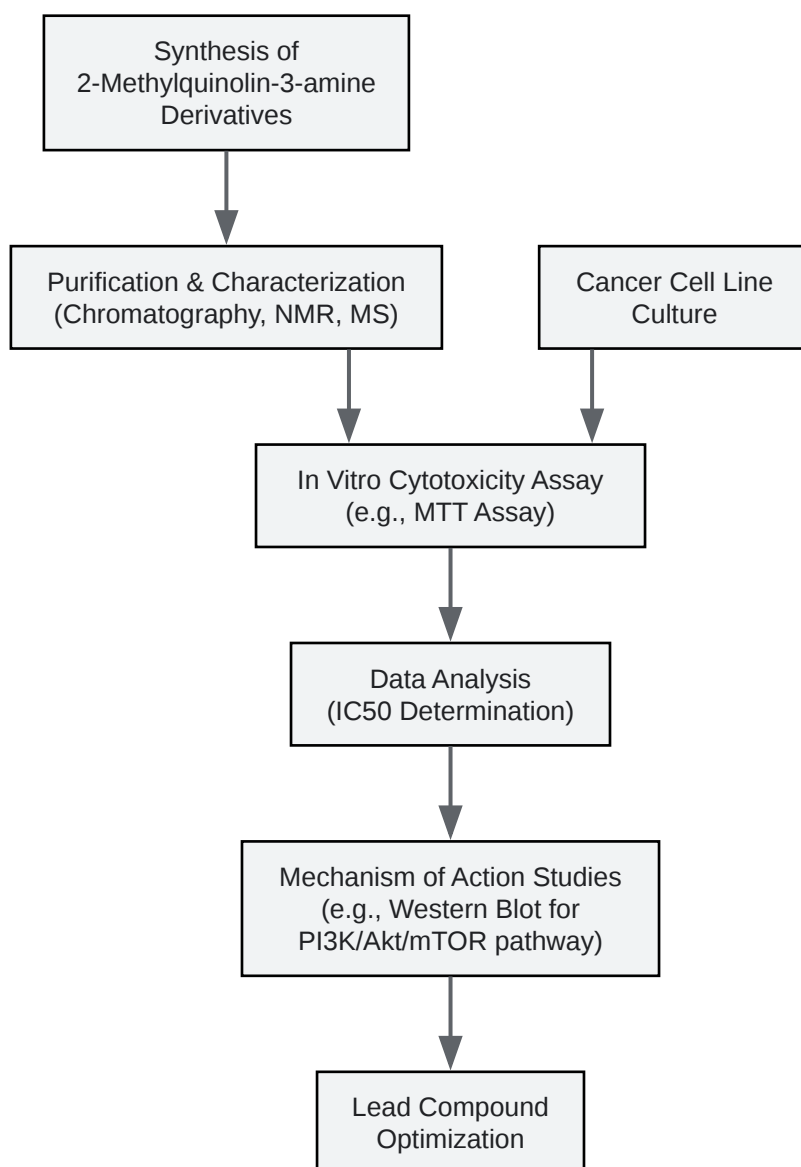 Synthesis of
2-Methylquinolin-3-amine
Derivatives
Purification & Characterization
(Chromatography, NMR, MS)
Cancer Cell Line
Culture
In Vitro Cytotoxicity Assay
(e.g., MTT Assay)
Data Analysis
(IC50 Determination)
Mechanism of Action Studies
(e.g., Western Blot for
PI3K/Akt/mTOR pathway)
Lead Compound
Optimization